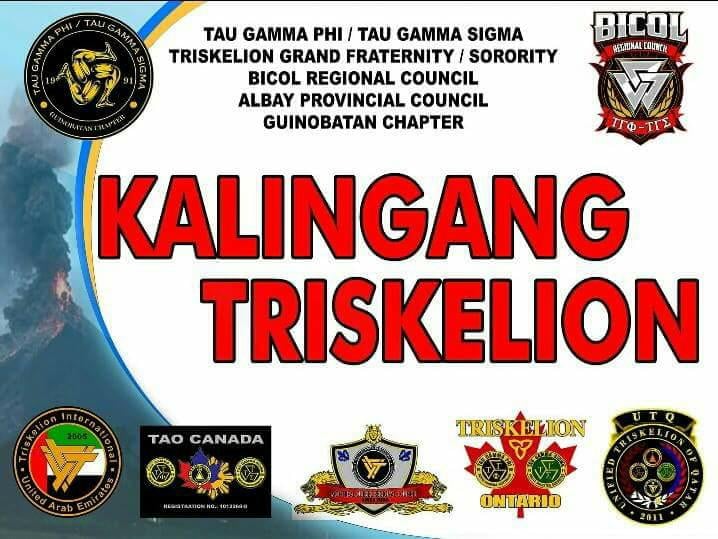 TAU GAMMA PHI / TAU GAMMA SIGMA
TRISKELION GRAND FRATERNITY / SORORITY
BICOL REGIONAL COUNCIL
ALBAY PROVINCIAL COUNCIL
GUINOBATAN CHAPTER
TAU GAMMA PHI / TAU GAMMA SIGMA
1991
GUINOBATAN CHAPTER
BICOL
REGIONAL COUNCIL
ΤΓΦ-ΤΓΣ
KALINGANG
TRISKELION
Triskelion International
2005
United Arab Emirates
TAO CANADA
TRISKELION
ONTARIO
UTQ
UNIFIED TRISKELION OF QATAR
2011